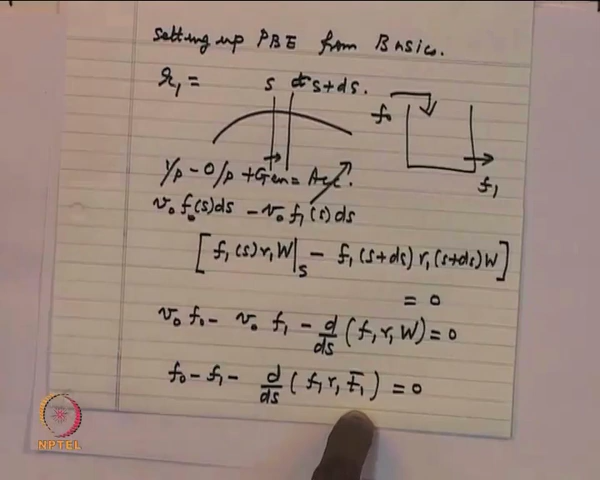 Setting up PBE from Basics.
r₁ = s s+ds.
f₀
f₁
I/p - O/p + Gen = Acc.
v₀ f₀(s)ds - v₀ f₁(s)ds
[ f₁(s) r₁ W |ₛ - f₁(s+ds) r₁(s+ds) W ]
= 0
v₀ f₀ - v₀ f₁ - d/ds (f₁ r₁ W) = 0
f₀ - f₁ - d/ds (f₁ r₁ t̄₁) = 0
NPTEL